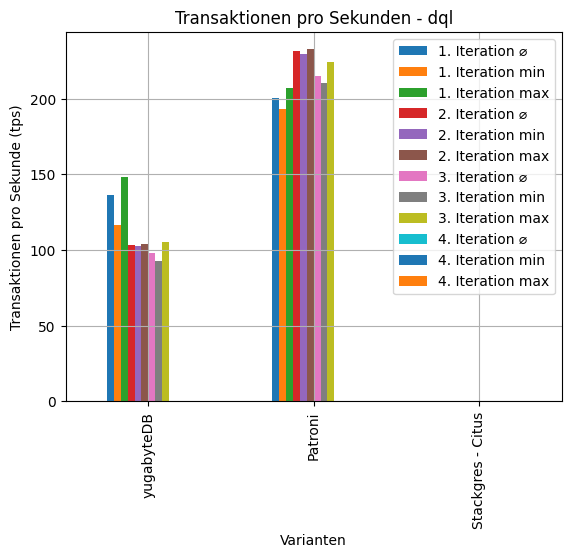 Transaktionen pro Sekunden - dql
Transaktionen pro Sekunde (tps)
200
150
100
50
0
1. Iteration ⌀
1. Iteration min
1. Iteration max
2. Iteration ⌀
2. Iteration min
2. Iteration max
3. Iteration ⌀
3. Iteration min
3. Iteration max
4. Iteration ⌀
4. Iteration min
4. Iteration max
yugabyteDB
Patroni
Stackgres - Citus
Varianten